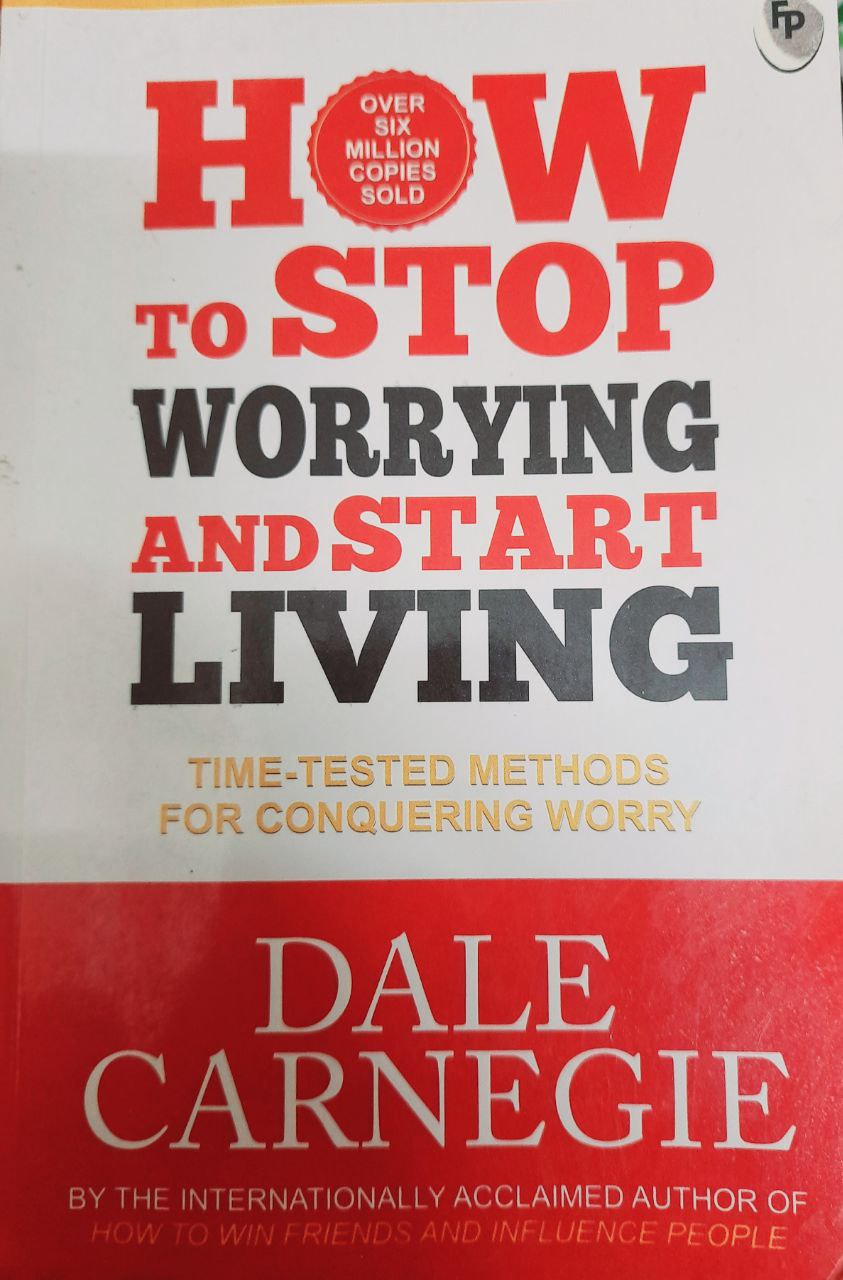 FP
HOW
OVER
SIX
MILLION
COPIES
SOLD
TO STOP
WORRYING
AND START
LIVING
TIME-TESTED METHODS
FOR CONQUERING WORRY
DALE
CARNEGIE
BY THE INTERNATIONALLY ACCLAIMED AUTHOR OF
HOW TO WIN FRIENDS AND INFLUENCE PEOPLE